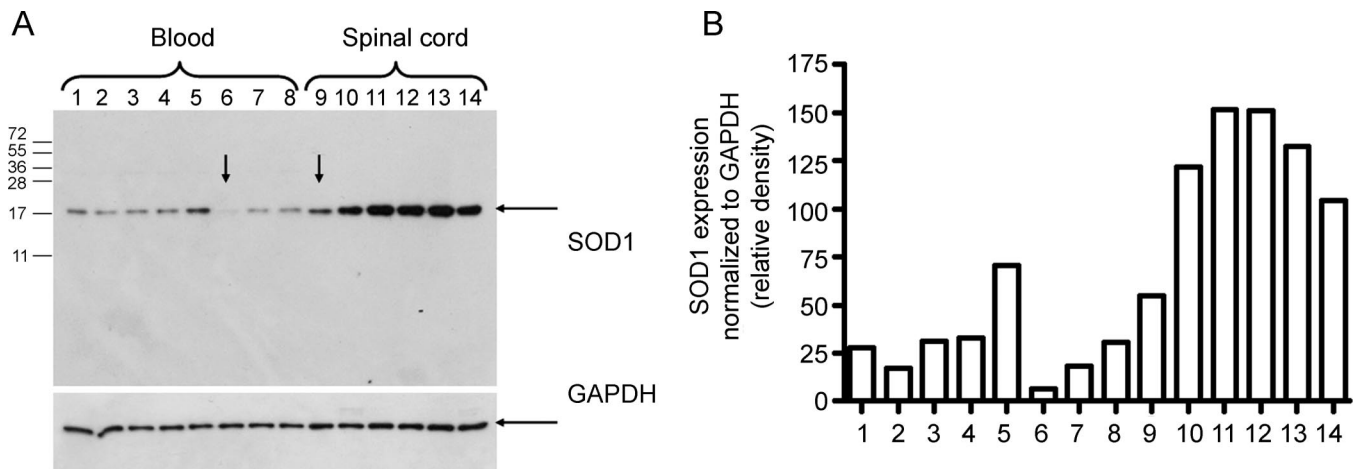 A
Blood
Spinal cord
1 2 3 4 5 6 7 8 9 10 11 12 13 14
72
55
36
28
17
11
SOD1
GAPDH
B
SOD1 expression
normalized to GAPDH
(relative density)
175
150
125
100
75
50
25
0
1 2 3 4 5 6 7 8 9 10 11 12 13 14